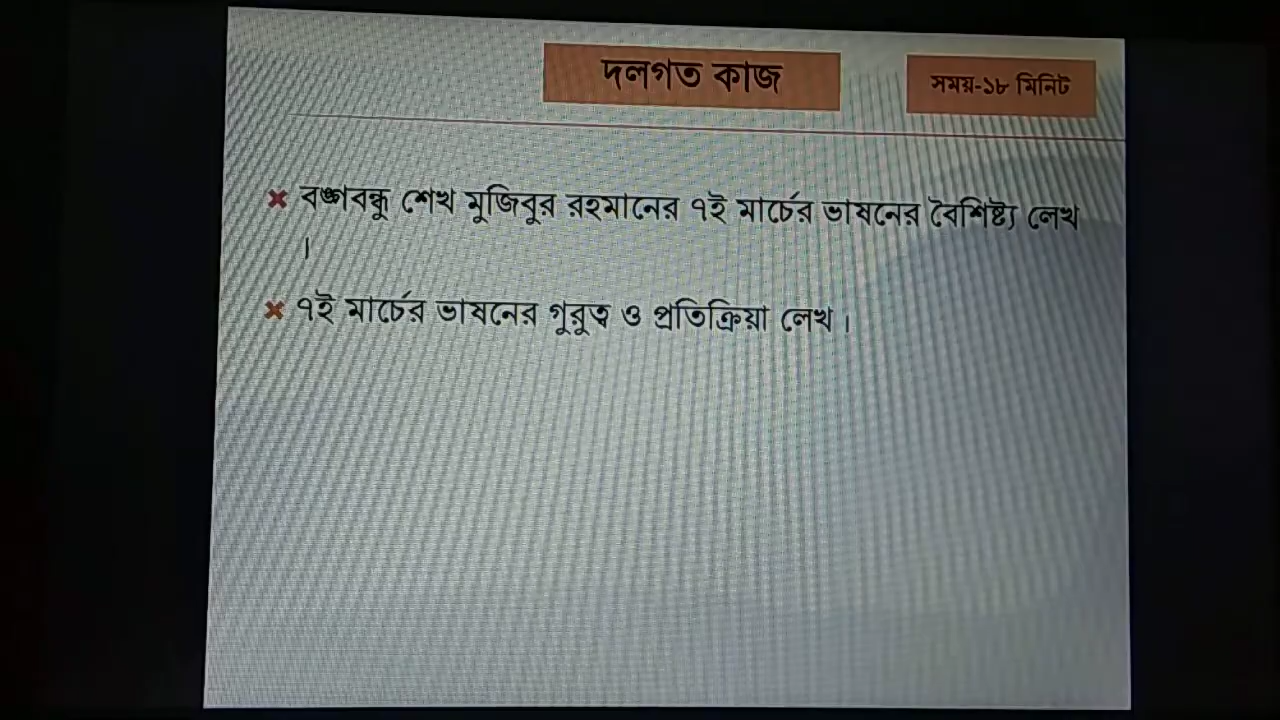 দলগত কাজ
সময়-১৮ মিনিট
বঙ্গবন্ধু শেখ মুজিবুর রহমানের ৭ই মার্চের ভাষনের বৈশিষ্ট্য লেখ
।
৭ই মার্চের ভাষনের গুরুত্ব ও প্রতিক্রিয়া লেখ।